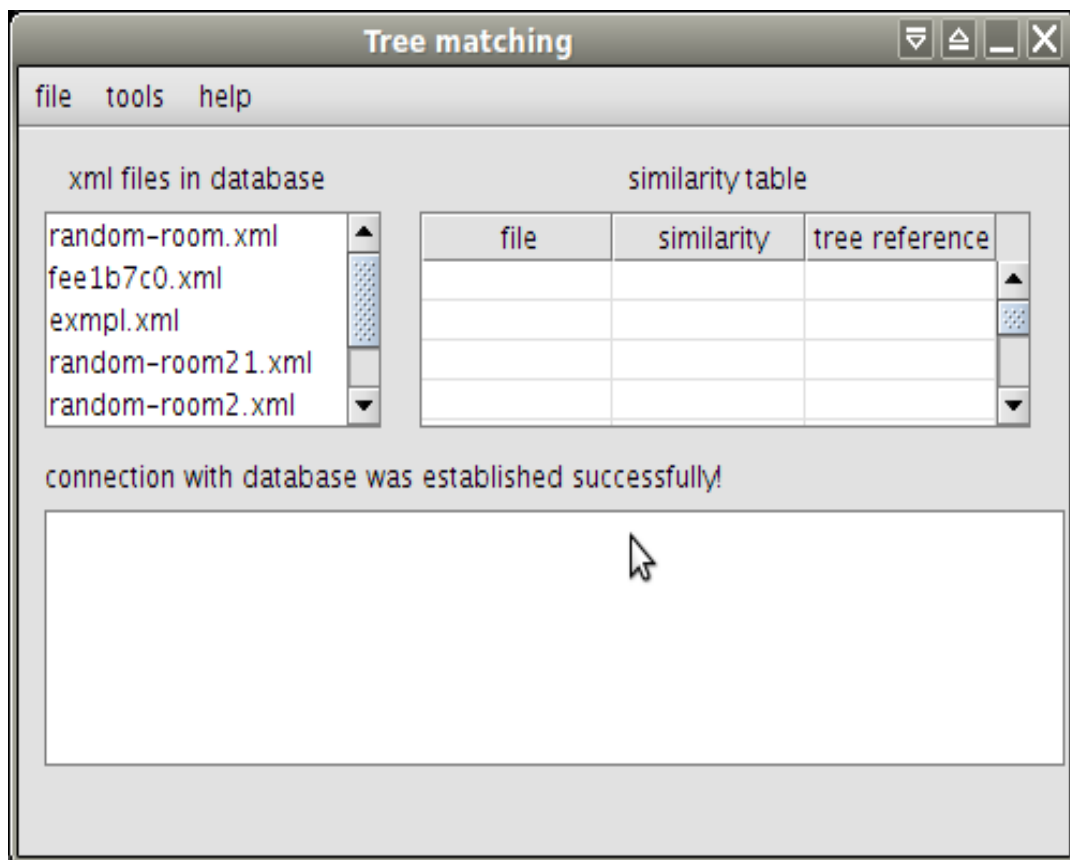 Tree matching
file tools help
xml files in database
similarity table
random-room.xml
fee1b7c0.xml
exmpl.xml
random-room21.xml
random-room2.xml
file similarity tree reference
connection with database was established successfully!